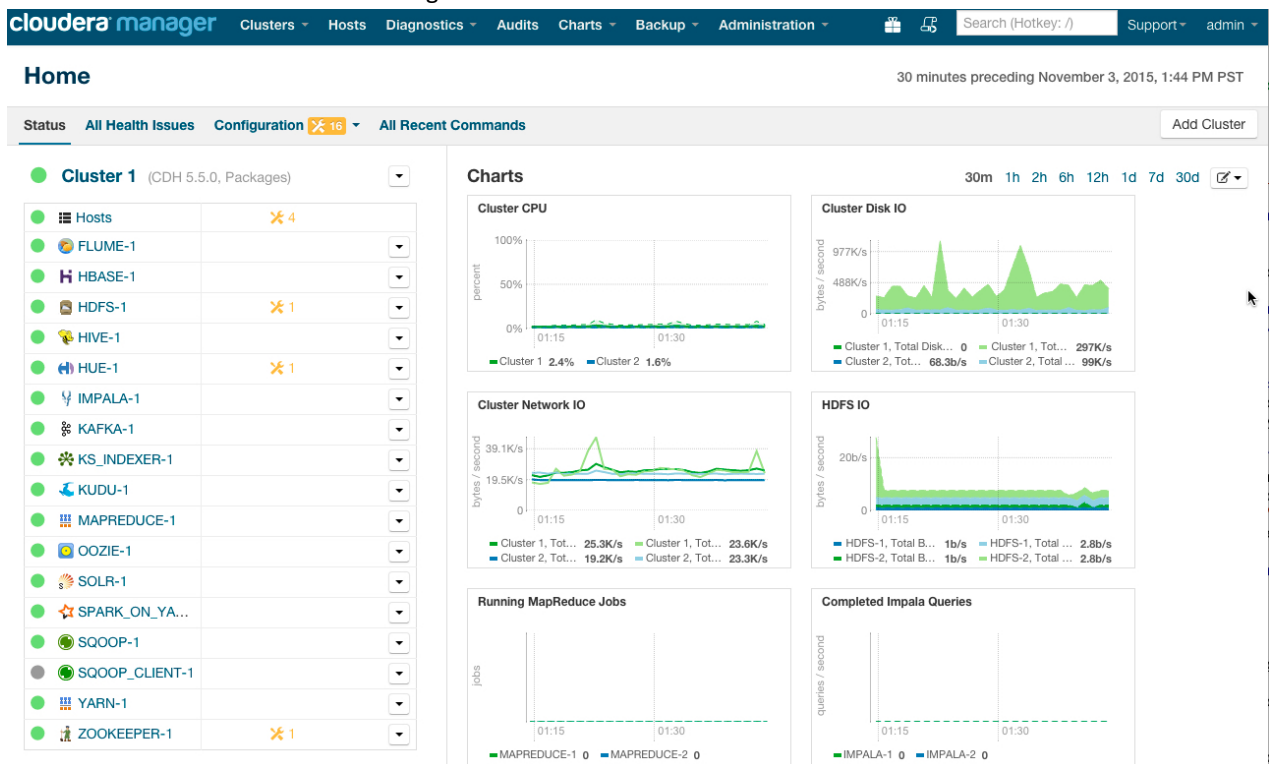 cloudera manager Clusters Hosts Diagnostics Audits Charts Backup Administration Search (Hotkey: /) Support admin
Home
30 minutes preceding November 3, 2015, 1:44 PM PST
Status All Health Issues Configuration 16 All Recent Commands Add Cluster
Cluster 1 (CDH 5.5.0, Packages)
Hosts 4
FLUME-1
HBASE-1
HDFS-1 1
HIVE-1
HUE-1 1
IMPALA-1
KAFKA-1
KS_INDEXER-1
KUDU-1
MAPREDUCE-1
OOZIE-1
SOLR-1
SPARK_ON_YA...
SQOOP-1
SQOOP_CLIENT-1
YARN-1
ZOOKEEPER-1 1
Charts
30m 1h 2h 6h 12h 1d 7d 30d
Cluster CPU
percent
100%
50%
0%
01:15 01:30
Cluster 1 2.4% Cluster 2 1.6%
Cluster Disk IO
bytes / second
977K/s
488K/s
0
01:15 01:30
Cluster 1, Total Disk... 0 Cluster 1, Tot... 297K/s
Cluster 2, Tot... 68.3b/s Cluster 2, Total ... 99K/s
Cluster Network IO
bytes / second
39.1K/s
19.5K/s
0
01:15 01:30
Cluster 1, Tot... 25.3K/s Cluster 1, Tot... 23.6K/s
Cluster 2, Tot... 19.2K/s Cluster 2, Tot... 23.3K/s
HDFS IO
bytes / second
20b/s
0
01:15 01:30
HDFS-1, Total B... 1b/s HDFS-1, Total ... 2.8b/s
HDFS-2, Total B... 1b/s HDFS-2, Total ... 2.8b/s
Running MapReduce Jobs
jobs
01:15 01:30
MAPREDUCE-1 0 MAPREDUCE-2 0
Completed Impala Queries
queries / second
01:15 01:30
IMPALA-1 0 IMPALA-2 0